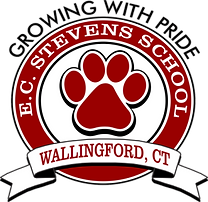 GROWING WITH PRIDE
E.C. STEVENS SCHOOL
WALLINGFORD, CT